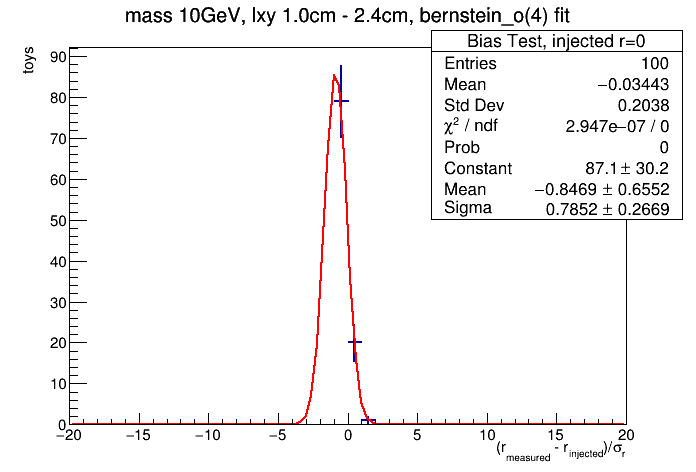 mass 10GeV, lxy 1.0cm - 2.4cm, bernstein_o(4) fit
Bias Test, injected r=0
Entries 100
Mean −0.03443
Std Dev 0.2038
χ² / ndf 2.947e−07 / 0
Prob 0
Constant 87.1 ± 30.2
Mean −0.8469 ± 0.6552
Sigma 0.7852 ± 0.2669
toys
90
80
70
60
50
40
30
20
10
0
−20 −15 −10 −5 0 5 10 15 20
(r_measured - r_injected)/σ_r